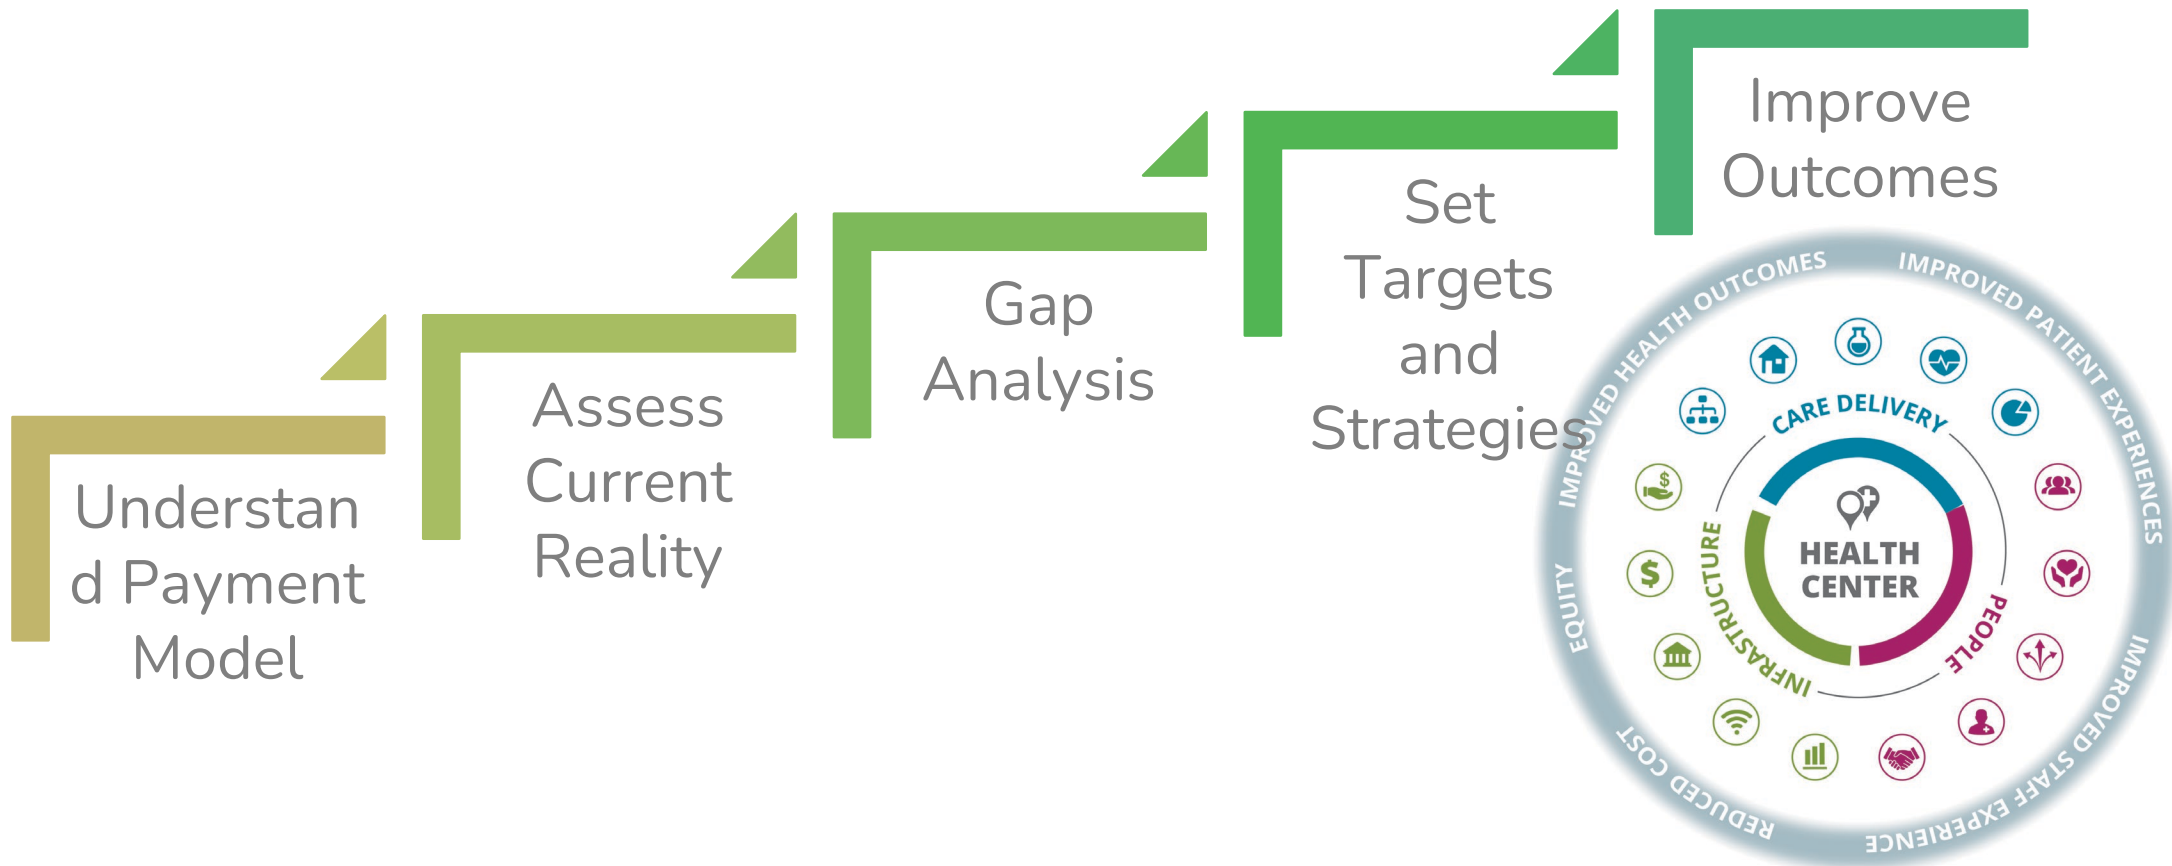 Understan
d Payment
Model
Assess
Current
Reality
Gap
Analysis
Set
Targets
and
Strategies
Improve
Outcomes
IMPROVED HEALTH OUTCOMES
IMPROVED PATIENT EXPERIENCES
IMPROVED STAFF EXPERIENCE
REDUCED COST
EQUITY
CARE DELIVERY
PEOPLE
INFRASTRUCTURE
HEALTH
CENTER
$
$